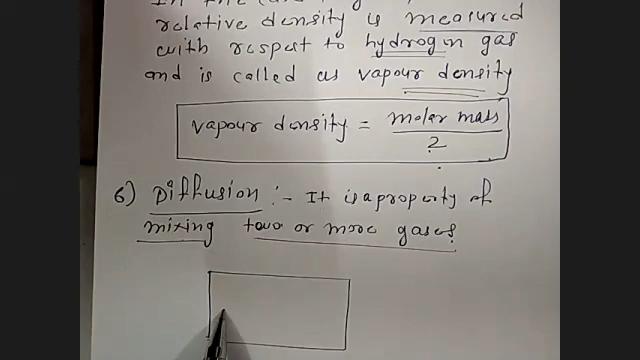 relative density is measured
with respet to hydrogen gas
and is called as vapour density
vapour density = molar mass / 2
6) Diffusion :- It is a property of
mixing two or more gases.